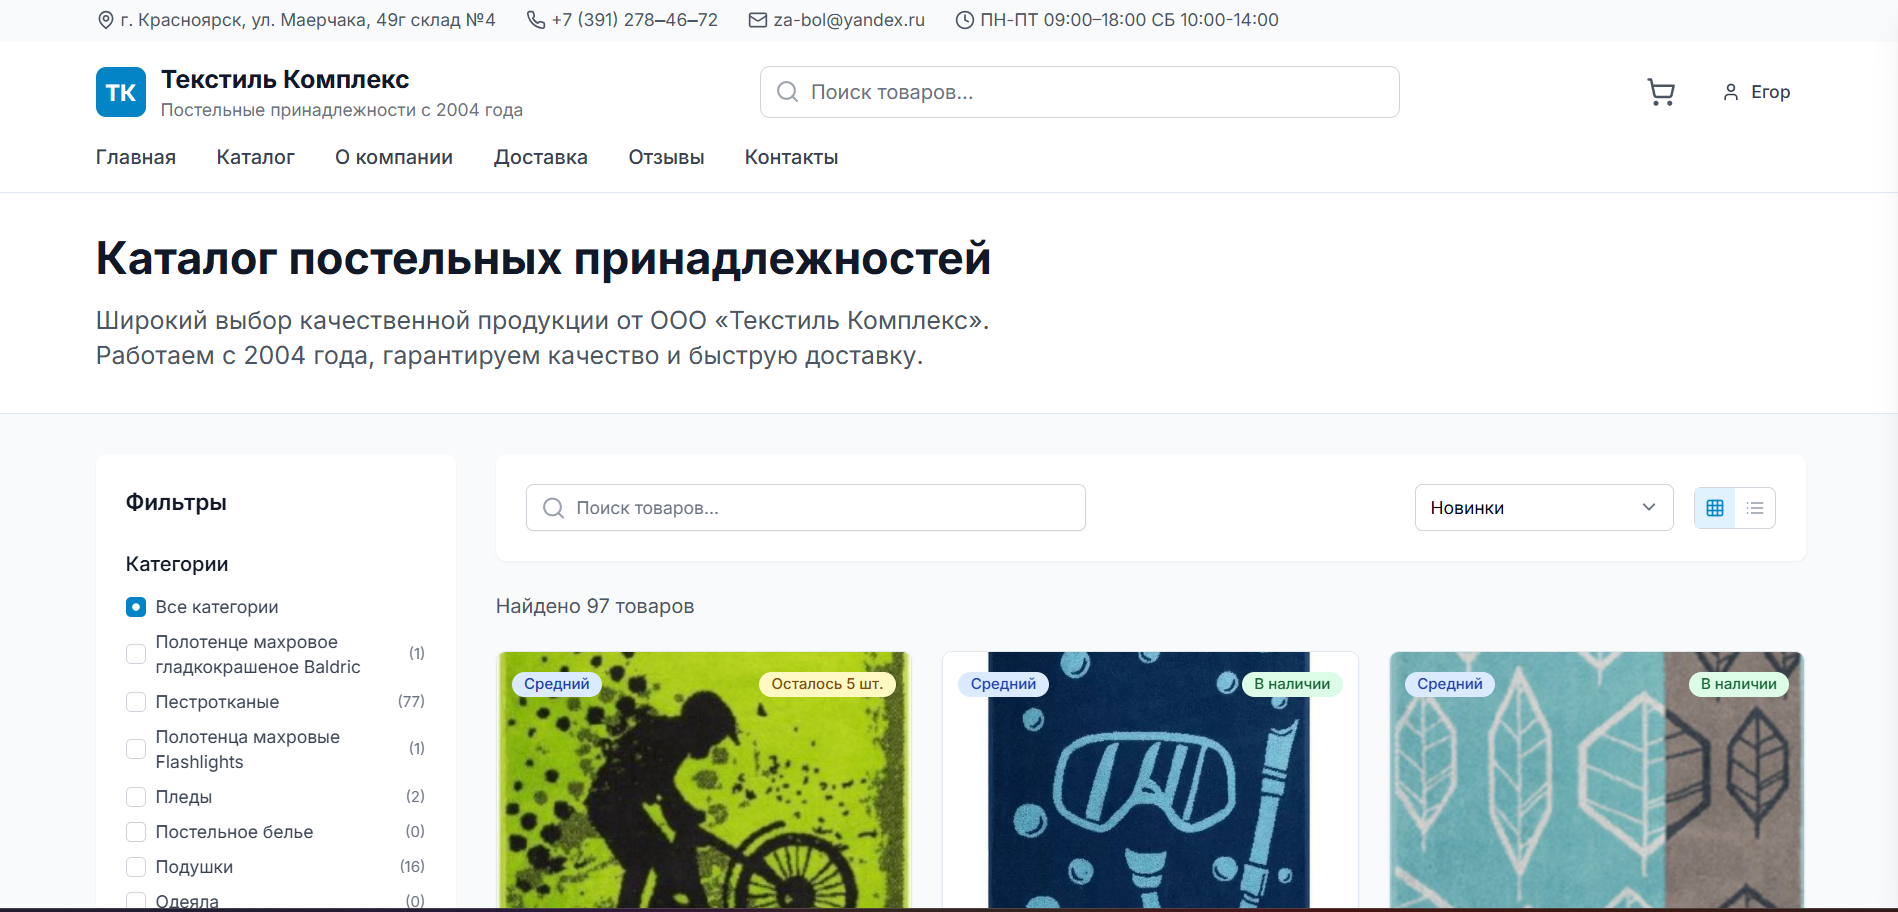 г. Красноярск, ул. Маерчака, 49г склад №4
+7 (391) 278‒46‒72
za-bol@yandex.ru
ПН-ПТ 09:00–18:00 СБ 10:00-14:00
ТК
Текстиль Комплекс
Постельные принадлежности с 2004 года
Поиск товаров...
Егор
Главная
Каталог
О компании
Доставка
Отзывы
Контакты
Каталог постельных принадлежностей
Широкий выбор качественной продукции от ООО «Текстиль Комплекс».
Работаем с 2004 года, гарантируем качество и быструю доставку.
Фильтры
Категории
Все категории
Полотенце махровое
гладкокрашеное Baldric
(1)
Пестротканые
(77)
Полотенца махровые
Flashlights
(1)
Пледы
(2)
Постельное белье
(0)
Подушки
(16)
Одеяла
(0)
Поиск товаров...
Новинки
Найдено 97 товаров
Средний
Осталось 5 шт.
Средний
В наличии
Средний
В наличии